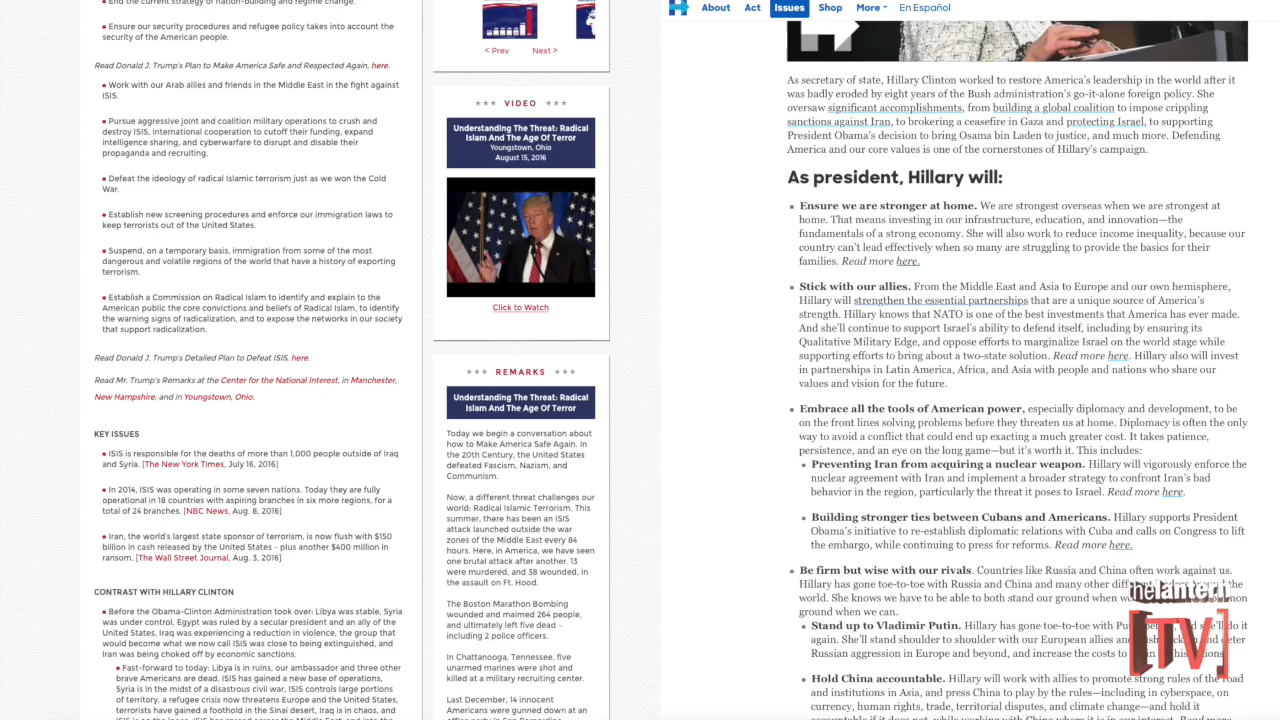 End the current strategy of nation-building and regime change.
• Ensure our security procedures and refugee policy takes into account the
security of the American people.
Read Donald J. Trump's Plan to Make America Safe and Respected Again, here.
• Work with our Arab allies and friends in the Middle East in the fight against
ISIS.
• Pursue aggressive joint and coalition military operations to crush and
destroy ISIS, international cooperation to cutoff their funding, expand
intelligence sharing, and cyberwarfare to disrupt and disable their
propaganda and recruiting.
• Defeat the ideology of radical Islamic terrorism just as we won the Cold
War.
• Establish new screening procedures and enforce our immigration laws to
keep terrorists out of the United States.
• Suspend, on a temporary basis, immigration from some of the most
dangerous and volatile regions of the world that have a history of exporting
terrorism.
• Establish a Commission on Radical Islam to identify and explain to the
American public the core convictions and beliefs of Radical Islam, to identify
the warning signs of radicalization, and to expose the networks in our society
that support radicalization.
Read Donald J. Trump's Detailed Plan to Defeat ISIS, here.
Read Mr. Trump's Remarks at the Center for the National Interest, in Manchester,
New Hampshire, and in Youngstown, Ohio.
KEY ISSUES
• ISIS is responsible for the deaths of more than 1,000 people outside of Iraq
and Syria. [The New York Times, July 16, 2016]
• In 2014, ISIS was operating in some seven nations. Today they are fully
operational in 18 countries with aspiring branches in six more regions, for a
total of 24 branches. [NBC News, Aug. 8, 2016]
• Iran, the world's largest state sponsor of terrorism, is now flush with $150
billion in cash released by the United States – plus another $400 million in
ransom. [The Wall Street Journal, Aug. 3, 2016]
CONTRAST WITH HILLARY CLINTON
• Before the Obama-Clinton Administration took over: Libya was stable, Syria
was under control, Egypt was ruled by a secular president and an ally of the
United States, Iraq was experiencing a reduction in violence, the group that
would become what we now call ISIS was close to being extinguished, and
Iran was being choked off by economic sanctions.
• Fast-forward to today: Libya is in ruins, our ambassador and three other
brave Americans are dead, ISIS has gained a new base of operations,
Syria is in the midst of a disastrous civil war, ISIS controls large portions
of territory, a refugee crisis now threatens Europe and the United States,
terrorists have gained a foothold in the Sinai desert, Iraq is in chaos, and
< Prev Next >
*** VIDEO ***
Understanding The Threat: Radical
Islam And The Age Of Terror
Youngstown, Ohio
August 15, 2016
Click to Watch
*** REMARKS ***
Understanding The Threat: Radical
Islam And The Age Of Terror
Today we begin a conversation about
how to Make America Safe Again. In
the 20th Century, the United States
defeated Fascism, Nazism, and
Communism.
Now, a different threat challenges our
world: Radical Islamic Terrorism. This
summer, there has been an ISIS
attack launched outside the war
zones of the Middle East every 84
hours. Here, in America, we have seen
one brutal attack after another. 13
were murdered, and 38 wounded, in
the assault on Ft. Hood.
The Boston Marathon Bombing
wounded and maimed 264 people,
and ultimately left five dead –
including 2 police officers.
In Chattanooga, Tennessee, five
unarmed marines were shot and
killed at a military recruiting center.
Last December, 14 innocent
Americans were gunned down at an
About Act Issues Shop More En Español
As secretary of state, Hillary Clinton worked to restore America's leadership in the world after it
was badly eroded by eight years of the Bush administration's go-it-alone foreign policy. She
oversaw significant accomplishments, from building a global coalition to impose crippling
sanctions against Iran, to brokering a ceasefire in Gaza and protecting Israel, to supporting
President Obama's decision to bring Osama bin Laden to justice, and much more. Defending
America and our core values is one of the cornerstones of Hillary's campaign.
As president, Hillary will:
Ensure we are stronger at home. We are strongest overseas when we are strongest at
home. That means investing in our infrastructure, education, and innovation—the
fundamentals of a strong economy. She will also work to reduce income inequality, because our
country can't lead effectively when so many are struggling to provide the basics for their
families. Read more here.
Stick with our allies. From the Middle East and Asia to Europe and our own hemisphere,
Hillary will strengthen the essential partnerships that are a unique source of America's
strength. Hillary knows that NATO is one of the best investments that America has ever made.
And she'll continue to support Israel's ability to defend itself, including by ensuring its
Qualitative Military Edge, and oppose efforts to marginalize Israel on the world stage while
supporting efforts to bring about a two-state solution. Read more here. Hillary also will invest
in partnerships in Latin America, Africa, and Asia with people and nations who share our
values and vision for the future.
Embrace all the tools of American power, especially diplomacy and development, to be
on the front lines solving problems before they threaten us at home. Diplomacy is often the only
way to avoid a conflict that could end up exacting a much greater cost. It takes patience,
persistence, and an eye on the long game—but it's worth it. This includes:
Preventing Iran from acquiring a nuclear weapon. Hillary will vigorously enforce the
nuclear agreement with Iran and implement a broader strategy to confront Iran's bad
behavior in the region, particularly the threat it poses to Israel. Read more here.
Building stronger ties between Cubans and Americans. Hillary supports President
Obama's initiative to re-establish diplomatic relations with Cuba and calls on Congress to lift
the embargo, while continuing to press for reforms. Read more here.
Be firm but wise with our rivals. Countries like Russia and China often work against us.
Hillary has gone toe-to-toe with Russia and China and many other the
world. She knows we have to be able to both stand our ground when
ground when we can.
Stand up to Vladimir Putin. Hillary has gone toe-to-toe with do it
again. She'll stand shoulder to shoulder with our European allies and
Russian aggression in Europe and beyond, and increase the costs to
Hold China accountable. Hillary will work with allies to promote strong rules of the road
and institutions in Asia, and press China to play by the rules—including in cyberspace, on
currency, human rights, trade, territorial disputes, and climate change—and hold it
the lantern
[TV]